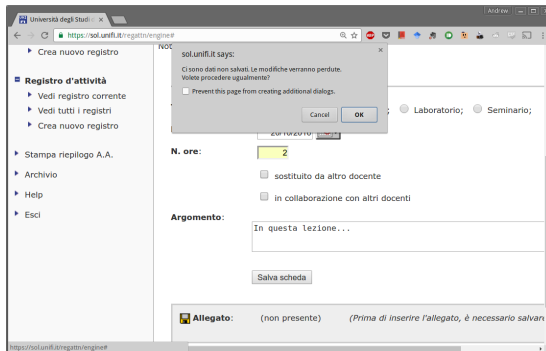 Andrew
Università degli Studi
https://sol.unifi.it/regattn/engine#
Crea nuovo registro
Not
Registro d'attività
Vedi registro corrente
Vedi tutti i registri
Crea nuovo registro
Stampa riepilogo A.A.
Archivio
Help
Esci
sol.unifi.it says:
Ci sono dati non salvati. Le modifiche verranno perdute.
Volete procedere ugualmente?
Prevent this page from creating additional dialogs.
Cancel OK
; Laboratorio; Seminario;
N. ore: 2
sostituito da altro docente
in collaborazione con altri docenti
Argomento:
In questa lezione...
Salva scheda
Allegato: (non presente) (Prima di inserire l'allegato, è necessario salvare
https://sol.unifi.it/regattn/engine#